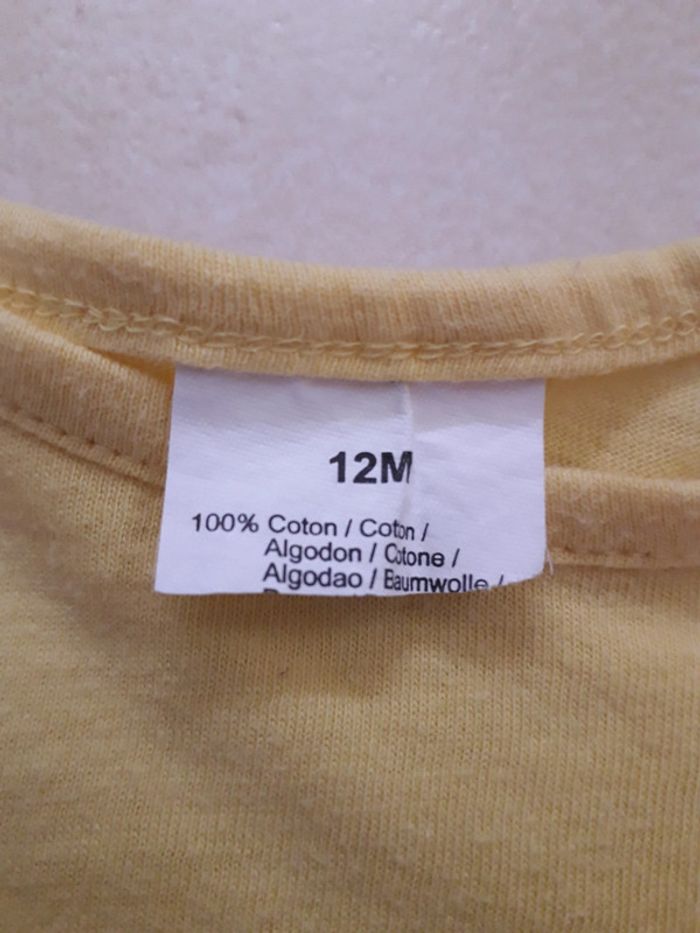 12M
100% Coton / Coton /
Algodon / Cotone /
Algodao / Baumwolle /